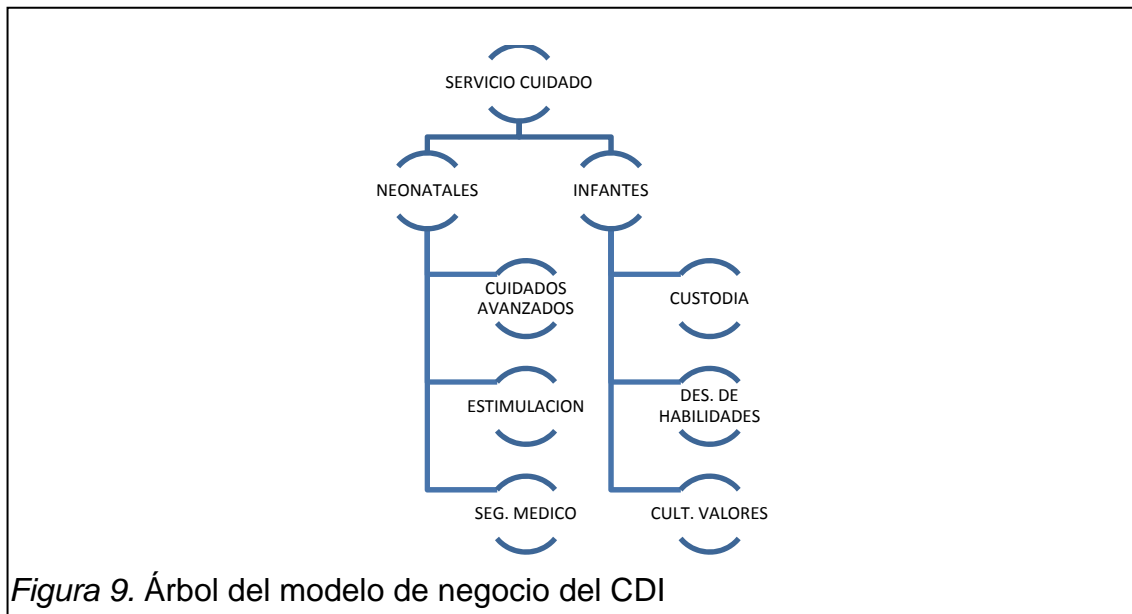 SERVICIO CUIDADO
NEONATALES
INFANTES
CUIDADOS
AVANZADOS
CUSTODIA
ESTIMULACION
DES. DE
HABILIDADES
SEG. MEDICO
CULT. VALORES
Figura 9. Árbol del modelo de negocio del CDI